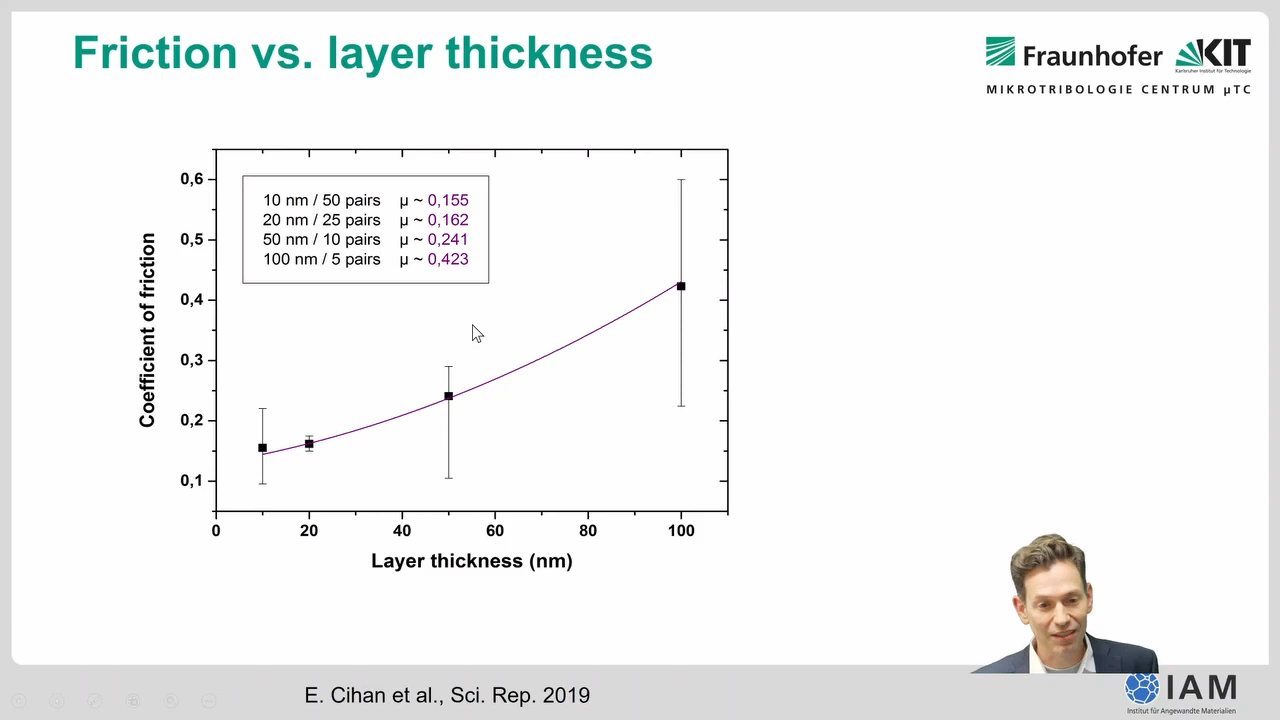 Friction vs. layer thickness
Fraunhofer
KIT
Karlsruher Institut für Technologie
MIKROTRIBOLOGIE CENTRUM µTC
0,6
0,5
0,4
0,3
0,2
0,1
Coefficient of friction
10 nm / 50 pairs µ ~ 0,155
20 nm / 25 pairs µ ~ 0,162
50 nm / 10 pairs µ ~ 0,241
100 nm / 5 pairs µ ~ 0,423
0 20 40 60 80 100
Layer thickness (nm)
E. Cihan et al., Sci. Rep. 2019
IAM
Institut für Angewandte Materialien